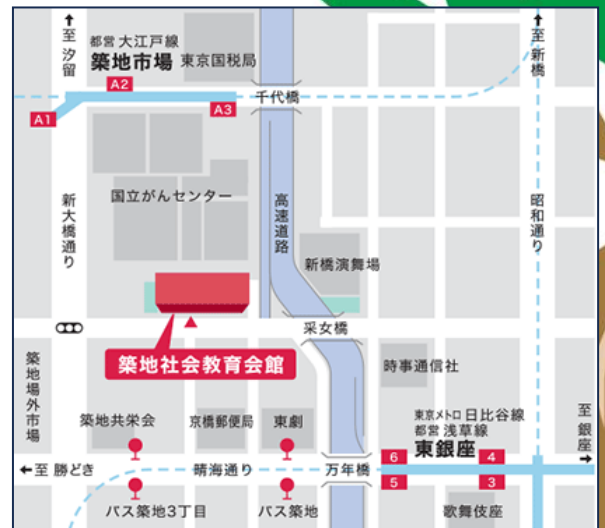 至 汐留
都営 大江戸線
築地市場
東京国税局
至 新橋
A2
A1
A3
千代橋
国立がんセンター
新大橋通り
高速道路
昭和通り
新橋演舞場
采女橋
築地社会教育会館
築地場外市場
時事通信社
築地共栄会
京橋郵便局
東劇
東京メトロ 日比谷線
都営 浅草線
東銀座
至 銀座
6
4
至 勝どき
晴海通り
万年橋
5
3
バス築地3丁目
バス築地
歌舞伎座